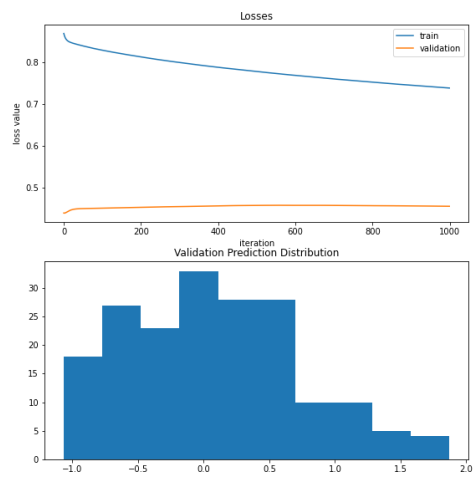 Losses
train
validation
loss value
0.8
0.7
0.6
0.5
0 200 400 600 800 1000
iteration
Validation Prediction Distribution
30
25
20
15
10
5
0
−1.0 −0.5 0.0 0.5 1.0 1.5 2.0